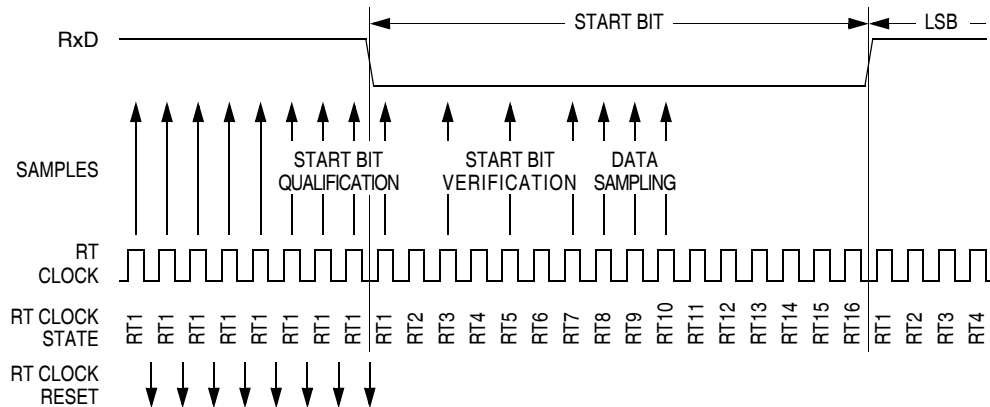 START BIT
LSB
RxD
SAMPLES
START BIT
QUALIFICATION
START BIT
VERIFICATION
DATA
SAMPLING
RT
CLOCK
RT CLOCK
STATE
RT1 RT1 RT1 RT1 RT1 RT1 RT1 RT1 RT1 RT2 RT3 RT4 RT5 RT6 RT7 RT8 RT9 RT10 RT11 RT12 RT13 RT14 RT15 RT16 RT1 RT2 RT3 RT4
RT CLOCK
RESET